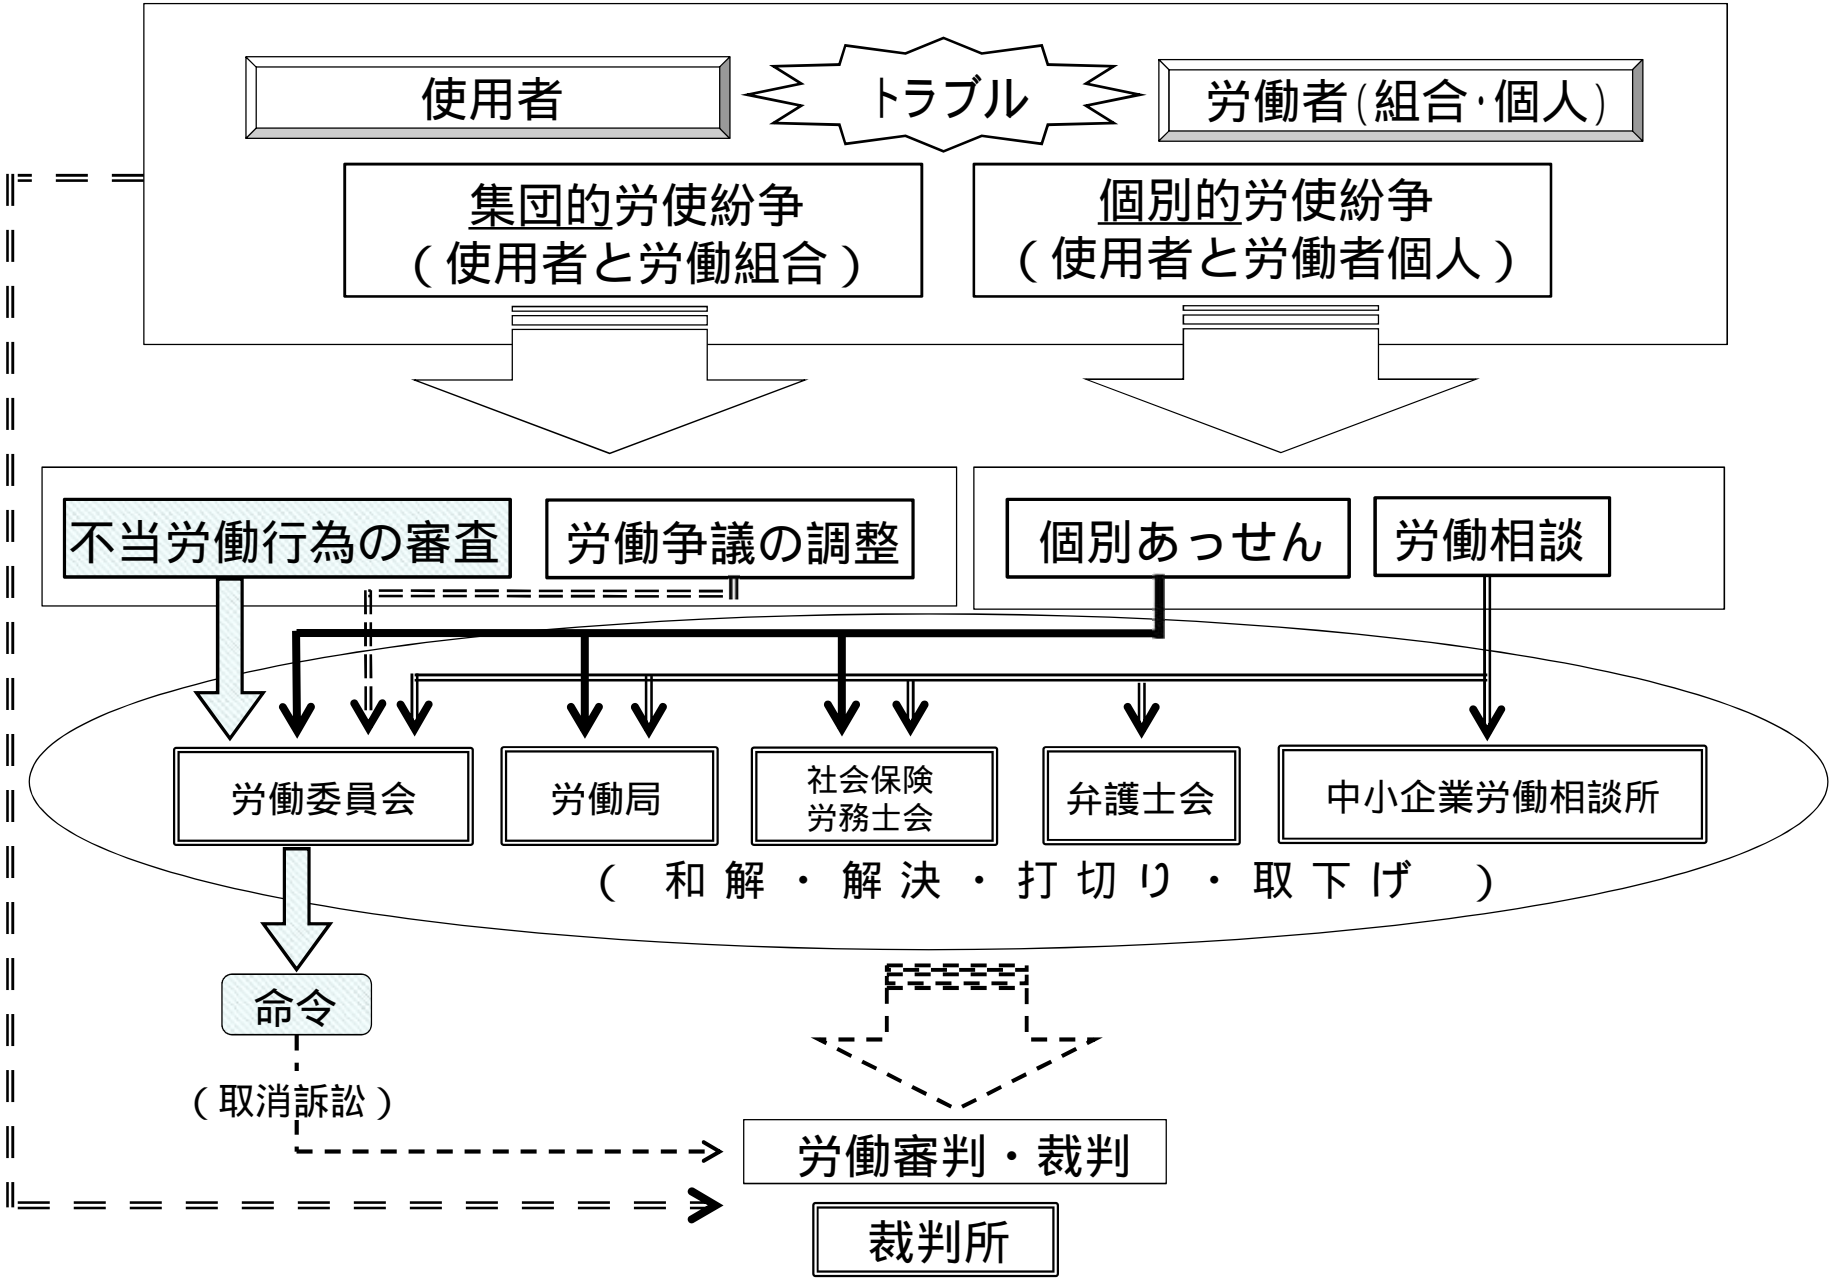 使用者
トラブル
労働者(組合・個人)
集団的労使紛争
(使用者と労働組合)
個別的労使紛争
(使用者と労働者個人)
不当労働行為の審査
労働争議の調整
個別あっせん
労働相談
労働委員会
労働局
社会保険
労務士会
弁護士会
中小企業労働相談所
( 和解・解決・打切り・取下げ )
命令
(取消訴訟)
労働審判・裁判
裁判所